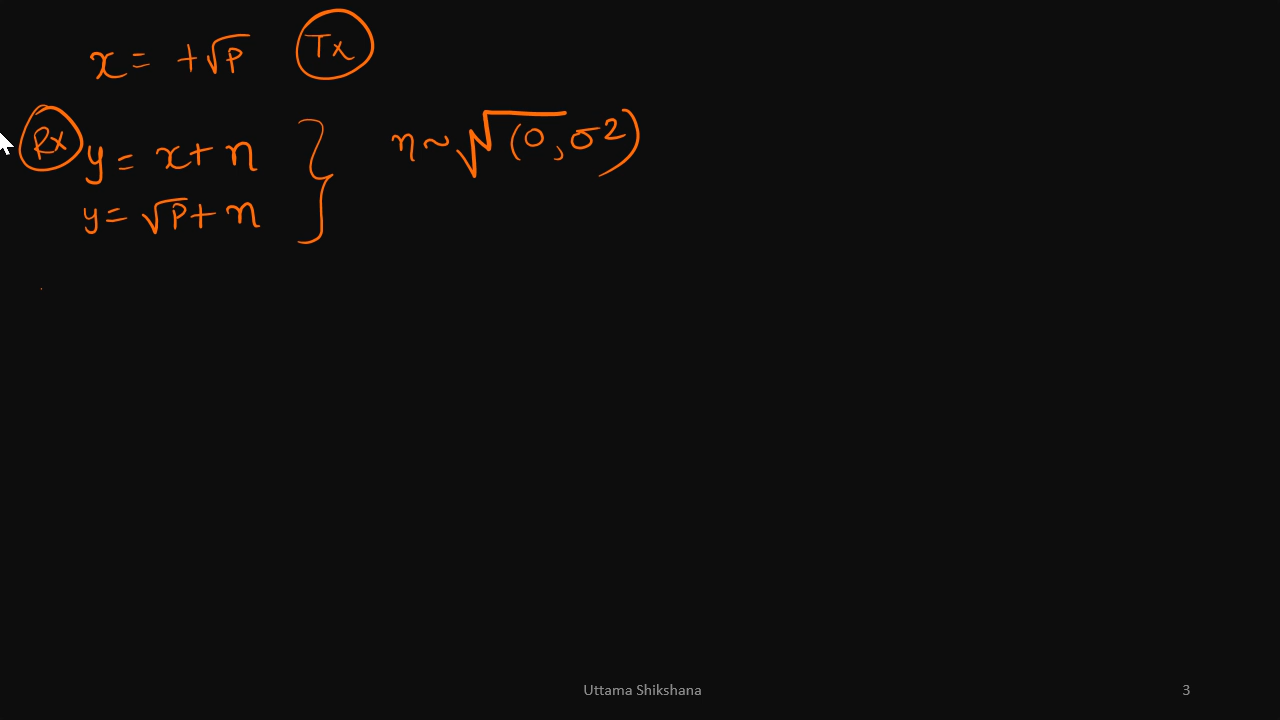 x = +√P Tx
Rx y = x + n } n ~ √(0, σ²)
y = √P + n
Uttama Shikshana 3